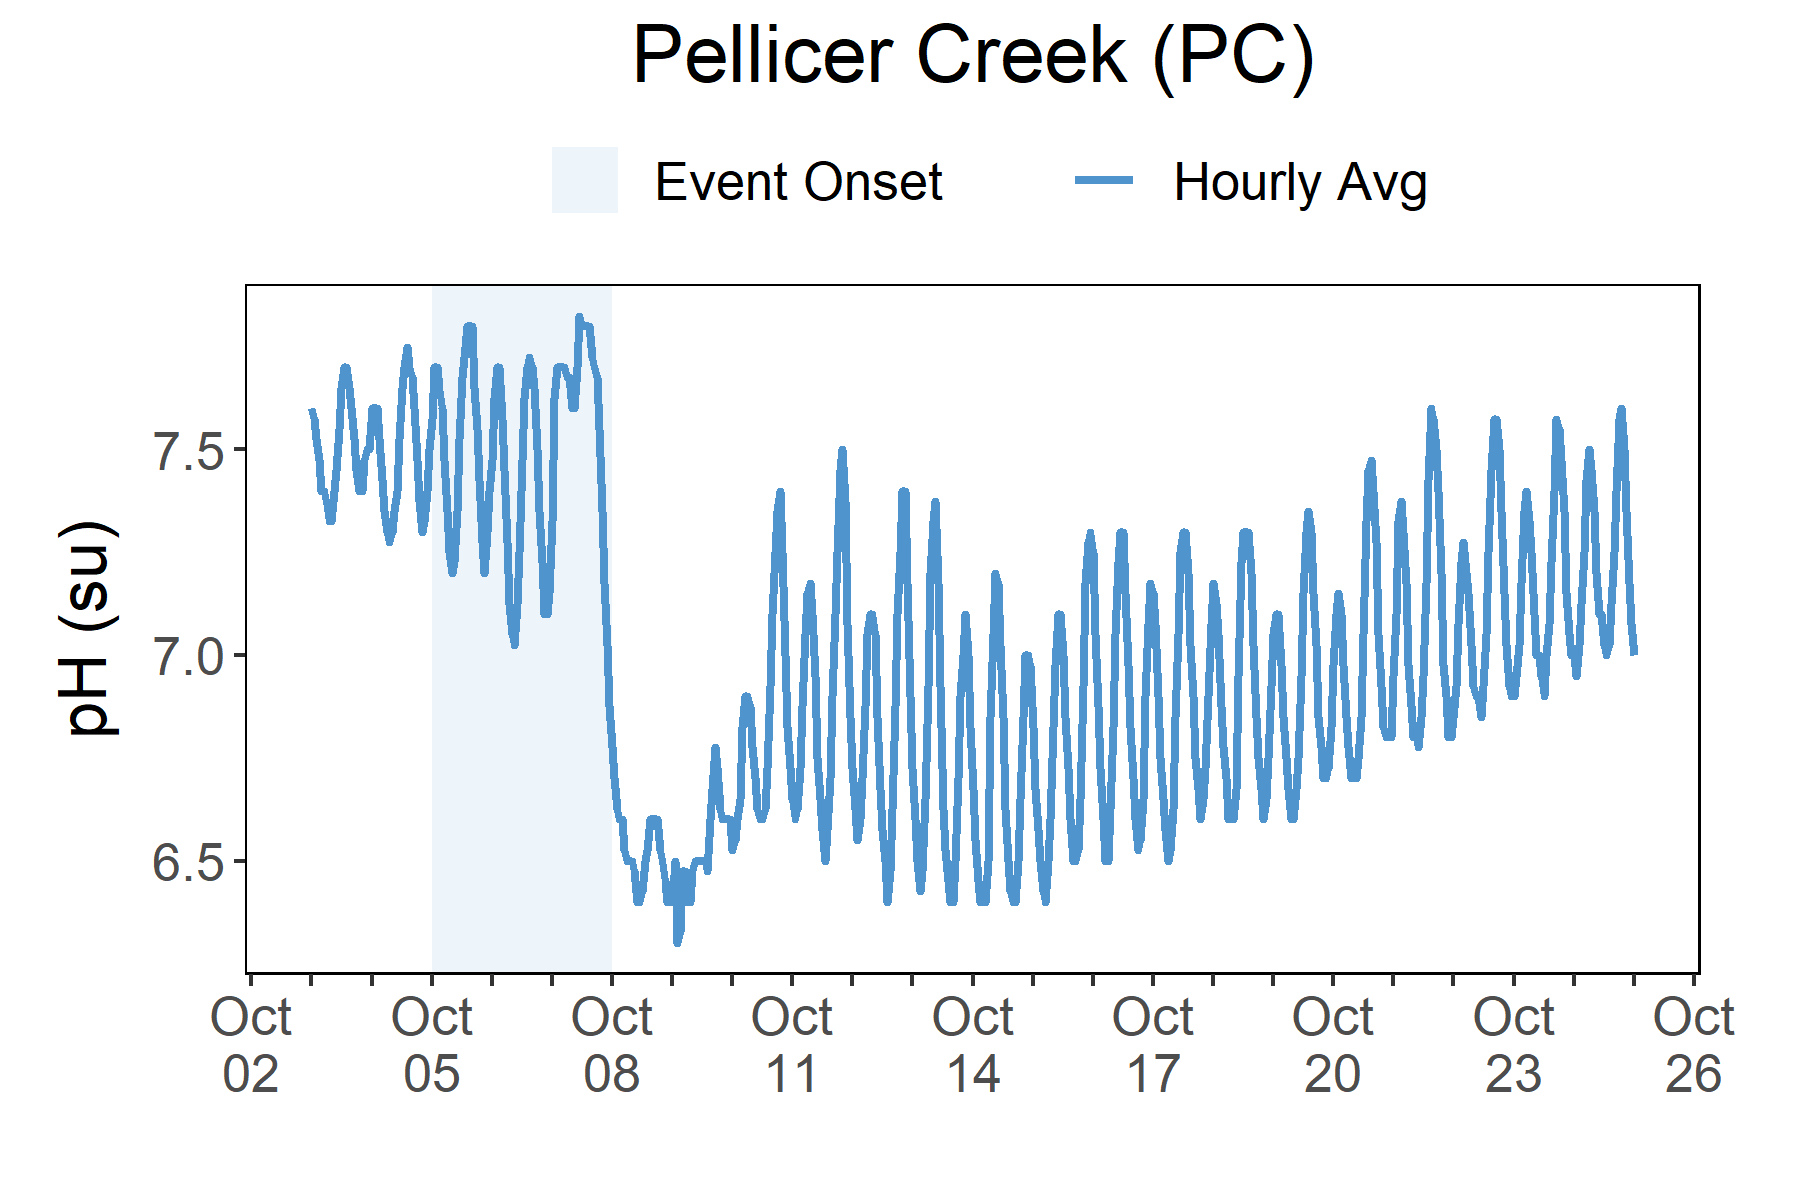 Pellicer Creek (PC)
Event Onset
Hourly Avg
pH (su)
7.5
7.0
6.5
Oct 02
Oct 05
Oct 08
Oct 11
Oct 14
Oct 17
Oct 20
Oct 23
Oct 26